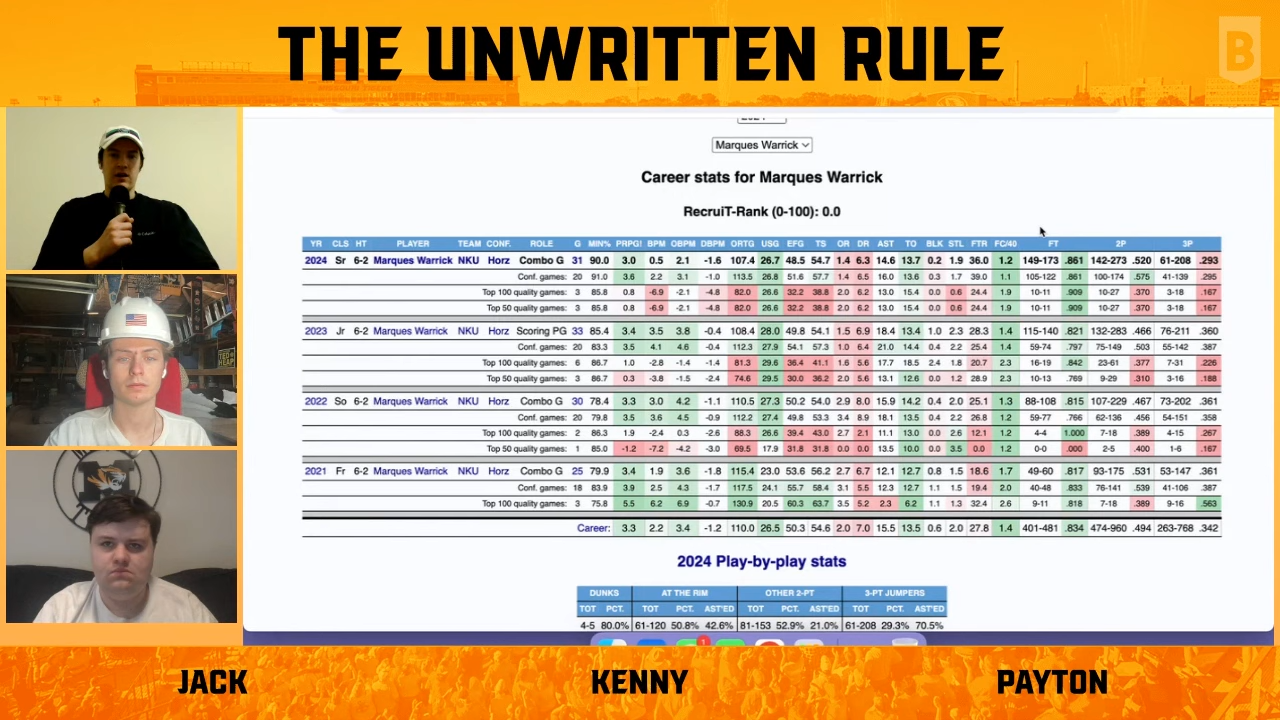 THE UNWRITTEN RULE
B
Marques Warrick
Career stats for Marques Warrick
RecruiT-Rank (0-100): 0.0
YR CLS HT PLAYER TEAM CONF. ROLE G MIN% PRPG! BPM OBPM DBPM ORTG USG EFG TS OR DR AST TO BLK STL FTR FC/40 FT 2P 3P
2024 Sr 6-2 Marques Warrick NKU Horz Combo G 31 90.0 3.0 0.5 2.1 -1.6 107.4 26.7 48.5 54.7 1.4 6.3 14.6 13.7 0.2 1.9 36.0 1.2 149-173 .861 142-273 .520 61-208 .293
Conf. games: 20 91.0 3.6 2.2 3.1 -1.0 113.5 26.8 51.6 57.7 1.4 6.5 16.0 13.6 0.3 1.7 39.0 1.1 105-122 .861 100-174 .575 41-139 .295
Top 100 quality games: 3 85.8 0.8 -6.9 -2.1 -4.8 82.0 26.6 32.2 38.8 2.0 6.2 13.0 15.4 0.0 0.6 24.4 1.9 10-11 .909 10-27 .370 3-18 .167
Top 50 quality games: 3 85.8 0.8 -6.9 -2.1 -4.8 82.0 26.6 32.2 38.8 2.0 6.2 13.0 15.4 0.0 0.6 24.4 1.9 10-11 .909 10-27 .370 3-18 .167
2023 Jr 6-2 Marques Warrick NKU Horz Scoring PG 33 85.4 3.4 3.5 3.8 -0.4 108.4 28.0 49.8 54.1 1.5 6.9 18.4 13.4 1.0 2.3 28.3 1.4 115-140 .821 132-283 .466 76-211 .360
Conf. games: 20 83.3 3.5 4.1 4.6 -0.4 112.3 27.9 54.1 57.3 1.0 6.4 21.0 14.4 0.4 2.2 25.4 1.4 59-74 .797 75-149 .503 55-142 .387
Top 100 quality games: 6 86.7 1.0 -2.8 -1.4 -1.4 81.3 29.6 36.4 41.1 1.6 5.6 17.7 18.5 2.4 1.8 20.7 2.3 16-19 .842 23-61 .377 7-31 .226
Top 50 quality games: 3 86.7 0.3 -3.8 -1.5 -2.4 74.6 29.5 30.0 36.2 2.0 5.6 13.1 12.6 0.0 1.2 28.9 2.1 10-13 .769 9-29 .310 3-16 .188
2022 So 6-2 Marques Warrick NKU Horz Combo G 30 78.4 3.3 3.0 4.2 -1.1 110.5 27.3 50.2 54.0 2.9 8.0 15.9 14.2 0.4 2.0 25.1 1.3 88-108 .815 107-229 .467 73-202 .361
Conf. games: 20 79.8 3.5 3.6 4.5 -0.9 112.2 27.4 49.8 53.3 3.4 8.9 18.1 13.5 0.4 2.2 26.8 1.2 59-77 .766 62-136 .456 54-151 .358
Top 100 quality games: 2 86.3 1.9 -2.4 0.3 -2.6 88.3 26.6 39.4 43.0 2.7 2.1 11.1 13.0 0.0 2.6 12.1 1.2 4-4 1.000 7-18 .389 4-15 .267
Top 50 quality games: 1 85.0 -1.2 -7.2 -4.2 -3.0 69.5 17.9 31.8 31.8 0.0 0.0 13.5 10.0 0.0 3.5 0.0 1.2 0-0 .000 2-5 .400 1-6 .167
2021 Fr 6-2 Marques Warrick NKU Horz Combo G 25 79.9 3.4 1.9 3.6 -1.8 115.4 23.0 53.6 56.2 2.7 6.7 12.1 12.7 0.8 1.5 18.6 1.7 49-60 .817 93-175 .531 53-147 .361
Conf. games: 18 83.9 3.9 2.5 4.3 -1.7 117.5 24.1 55.7 58.4 3.1 5.5 12.3 12.7 1.1 1.5 19.4 2.0 40-48 .833 76-141 .539 41-106 .387
Top 100 quality games: 3 75.8 5.5 6.2 6.9 -0.7 130.9 20.5 60.3 63.7 3.5 5.2 2.3 6.2 1.1 1.3 32.4 2.6 9-11 .818 7-18 .389 9-16 .563
Career: 3.3 2.2 3.4 -1.2 110.0 26.5 50.3 54.6 2.0 7.0 15.5 13.5 0.6 2.0 27.8 1.4 401-481 .834 474-960 .494 263-768 .342
2024 Play-by-play stats
DUNKS AT THE RIM OTHER 2-PT 3-PT JUMPERS
TOT PCT. TOT PCT. AST'ED TOT PCT. AST'ED TOT PCT. AST'ED
4-5 80.0% 61-120 50.8% 42.6% 81-153 52.9% 21.0% 61-208 29.3% 70.5%
1
JACK KENNY PAYTON